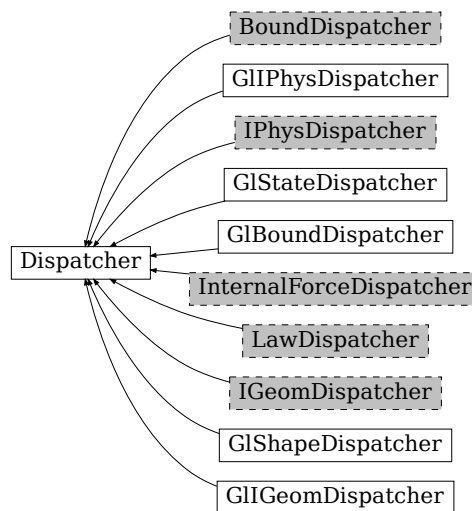 BoundDispatcher
GlIPhysDispatcher
IPhysDispatcher
GlStateDispatcher
GlBoundDispatcher
Dispatcher
InternalForceDispatcher
LawDispatcher
IGeomDispatcher
GlShapeDispatcher
GlIGeomDispatcher